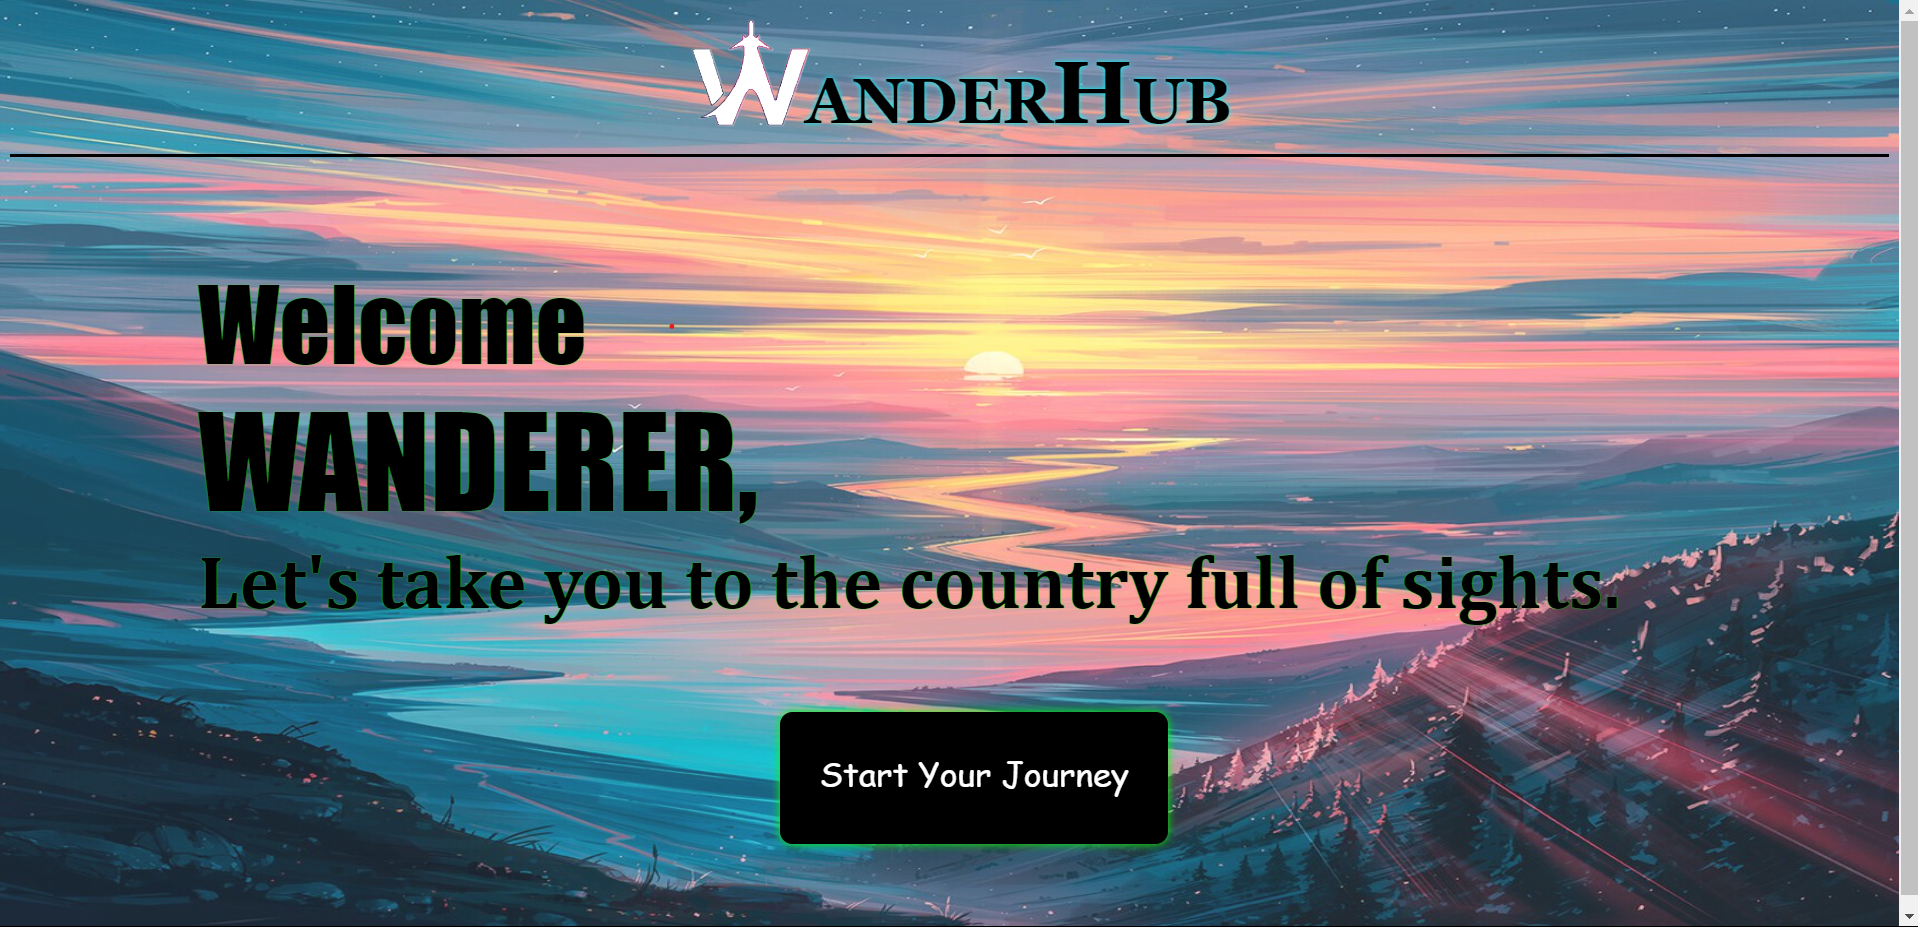 WANDERHUB
Welcome
WANDERER,
Let's take you to the country full of sights.
Start Your Journey